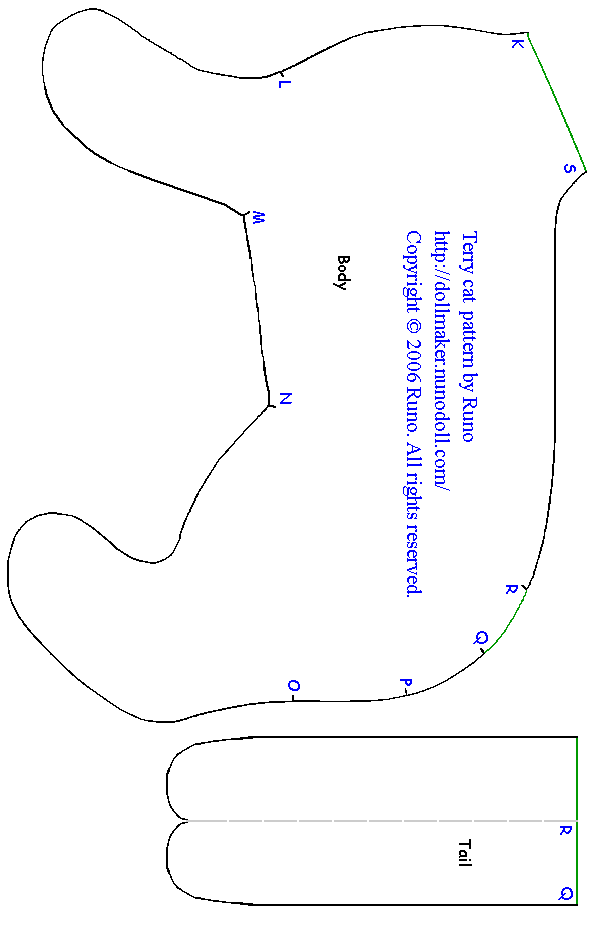 K
S
L
M
Terry cat pattern by Runo
http://dollmaker.nunodoll.com/
Copyright © 2006 Runo. All rights reserved.
Body
N
R
Q
P
O
R
Tail
Q